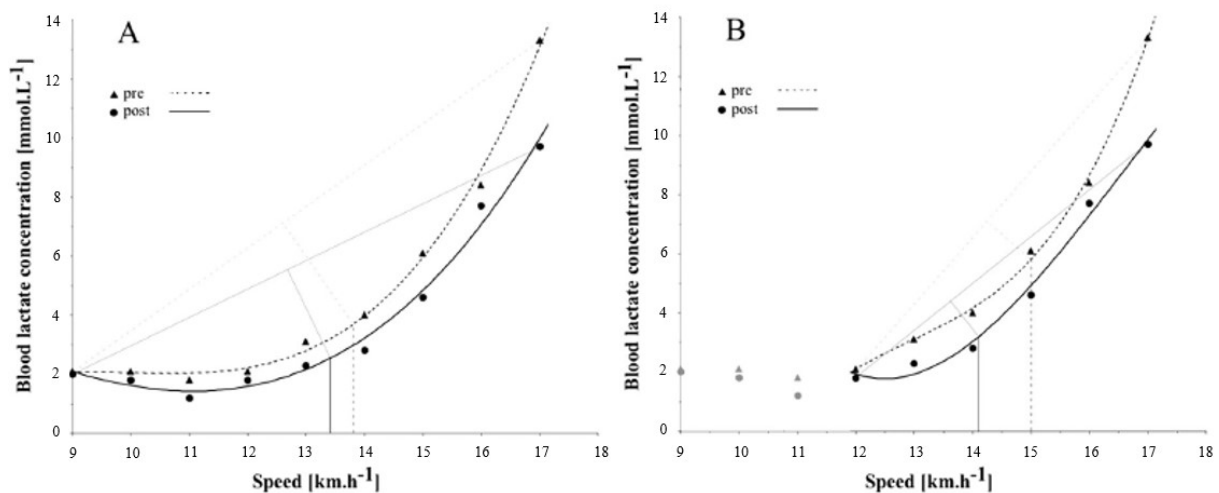 A
▲ pre
● post
Blood lactate concentration [mmol.L⁻¹]
14
12
10
8
6
4
2
0
9 10 11 12 13 14 15 16 17 18
Speed [km.h⁻¹]
B
▲ pre
● post
Blood lactate concentration [mmol.L⁻¹]
14
12
10
8
6
4
2
0
9 10 11 12 13 14 15 16 17 18
Speed [km.h⁻¹]